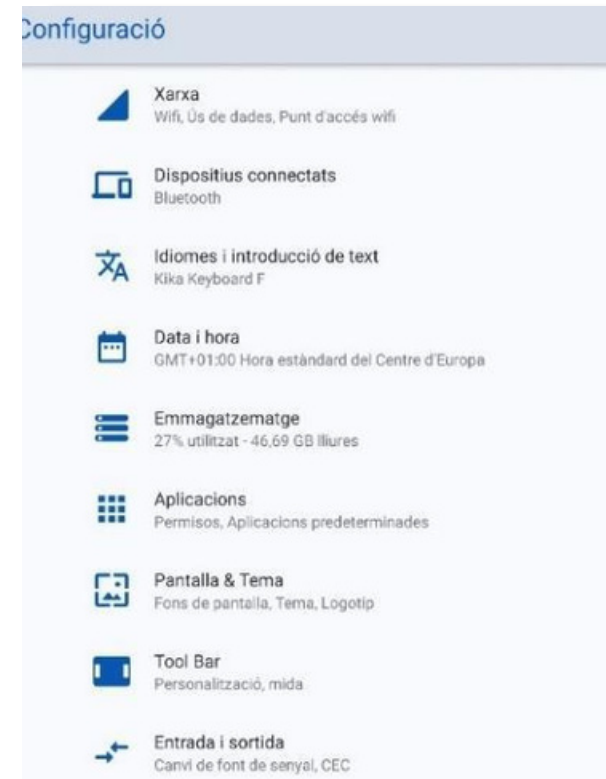 Configuració
Xarxa
Wifi, Ús de dades, Punt d'accés wifi
Dispositius connectats
Bluetooth
Idiomes i introducció de text
Kika Keyboard F
Data i hora
GMT+01:00 Hora estàndard del Centre d'Europa
Emmagatzematge
27% utilitzat - 46,69 GB lliures
Aplicacions
Permisos, Aplicacions predeterminades
Pantalla & Tema
Fons de pantalla, Tema, Logotip
Tool Bar
Personalització, mida
Entrada i sortida
Canvi de font de senyal, CEC